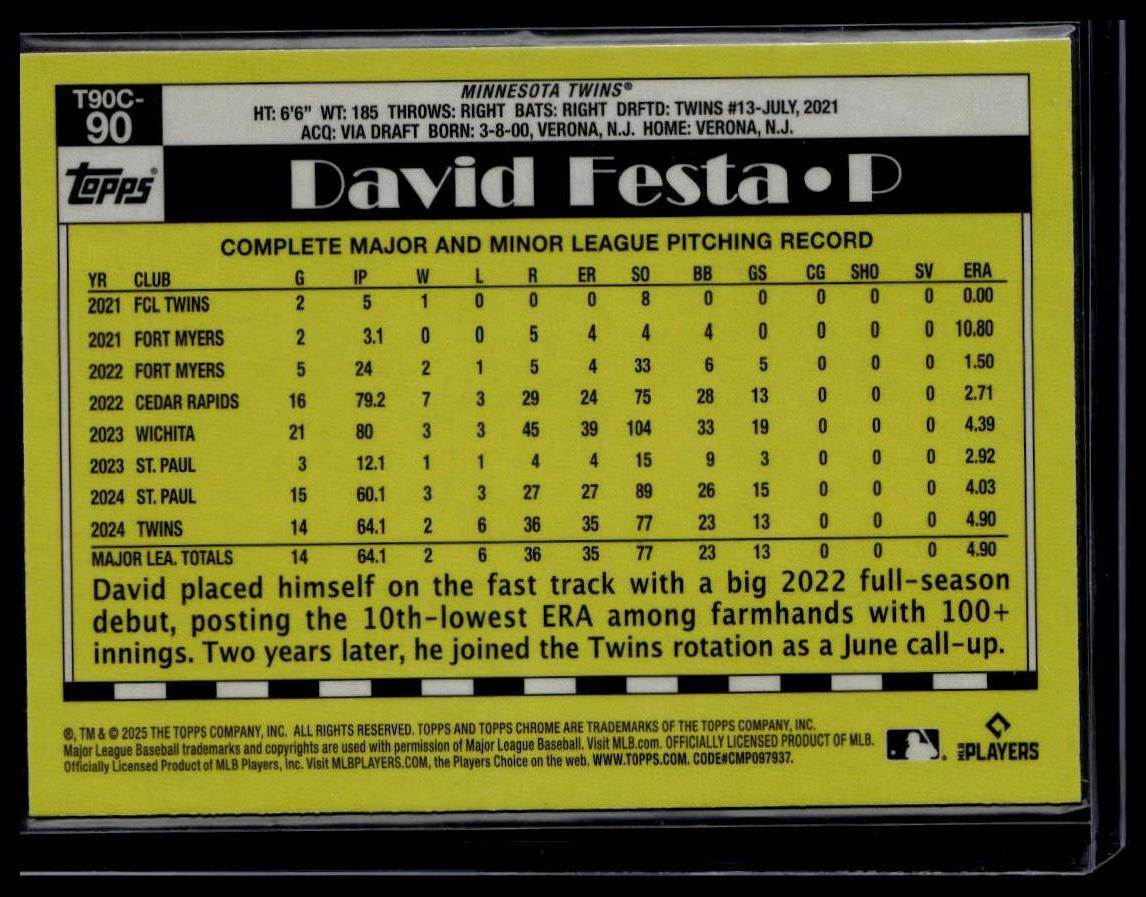 T90C-
90
MINNESOTA TWINS®
HT: 6'6" WT: 185 THROWS: RIGHT BATS: RIGHT DRFTD: TWINS #13-JULY, 2021
ACQ: VIA DRAFT BORN: 3-8-00, VERONA, N.J. HOME: VERONA, N.J.
topps®
David Festa • P
COMPLETE MAJOR AND MINOR LEAGUE PITCHING RECORD
YR CLUB G IP W L R ER SO BB GS CG SHO SV ERA
2021 FCL TWINS 2 5 1 0 0 0 8 0 0 0 0 0 0.00
2021 FORT MYERS 2 3.1 0 0 5 4 4 4 0 0 0 0 10.80
2022 FORT MYERS 5 24 2 1 5 4 33 6 5 0 0 0 1.50
2022 CEDAR RAPIDS 16 79.2 7 3 29 24 75 28 13 0 0 0 2.71
2023 WICHITA 21 80 3 3 45 39 104 33 19 0 0 0 4.39
2023 ST. PAUL 3 12.1 1 1 4 4 15 9 3 0 0 0 2.92
2024 ST. PAUL 15 60.1 3 3 27 27 89 26 15 0 0 0 4.03
2024 TWINS 14 64.1 2 6 36 35 77 23 13 0 0 0 4.90
MAJOR LEA. TOTALS 14 64.1 2 6 36 35 77 23 13 0 0 0 4.90
David placed himself on the fast track with a big 2022 full-season
debut, posting the 10th-lowest ERA among farmhands with 100+
innings. Two years later, he joined the Twins rotation as a June call-up.
®, TM & © 2025 THE TOPPS COMPANY, INC. ALL RIGHTS RESERVED. TOPPS AND TOPPS CHROME ARE TRADEMARKS OF THE TOPPS COMPANY, INC.
Major League Baseball trademarks and copyrights are used with permission of Major League Baseball. Visit MLB.com. OFFICIALLY LICENSED PRODUCT OF MLB.
Officially Licensed Product of MLB Players, Inc. Visit MLBPLAYERS.COM, the Players Choice on the web. WWW.TOPPS.COM. CODE#CMP097937.
MLB PLAYERS